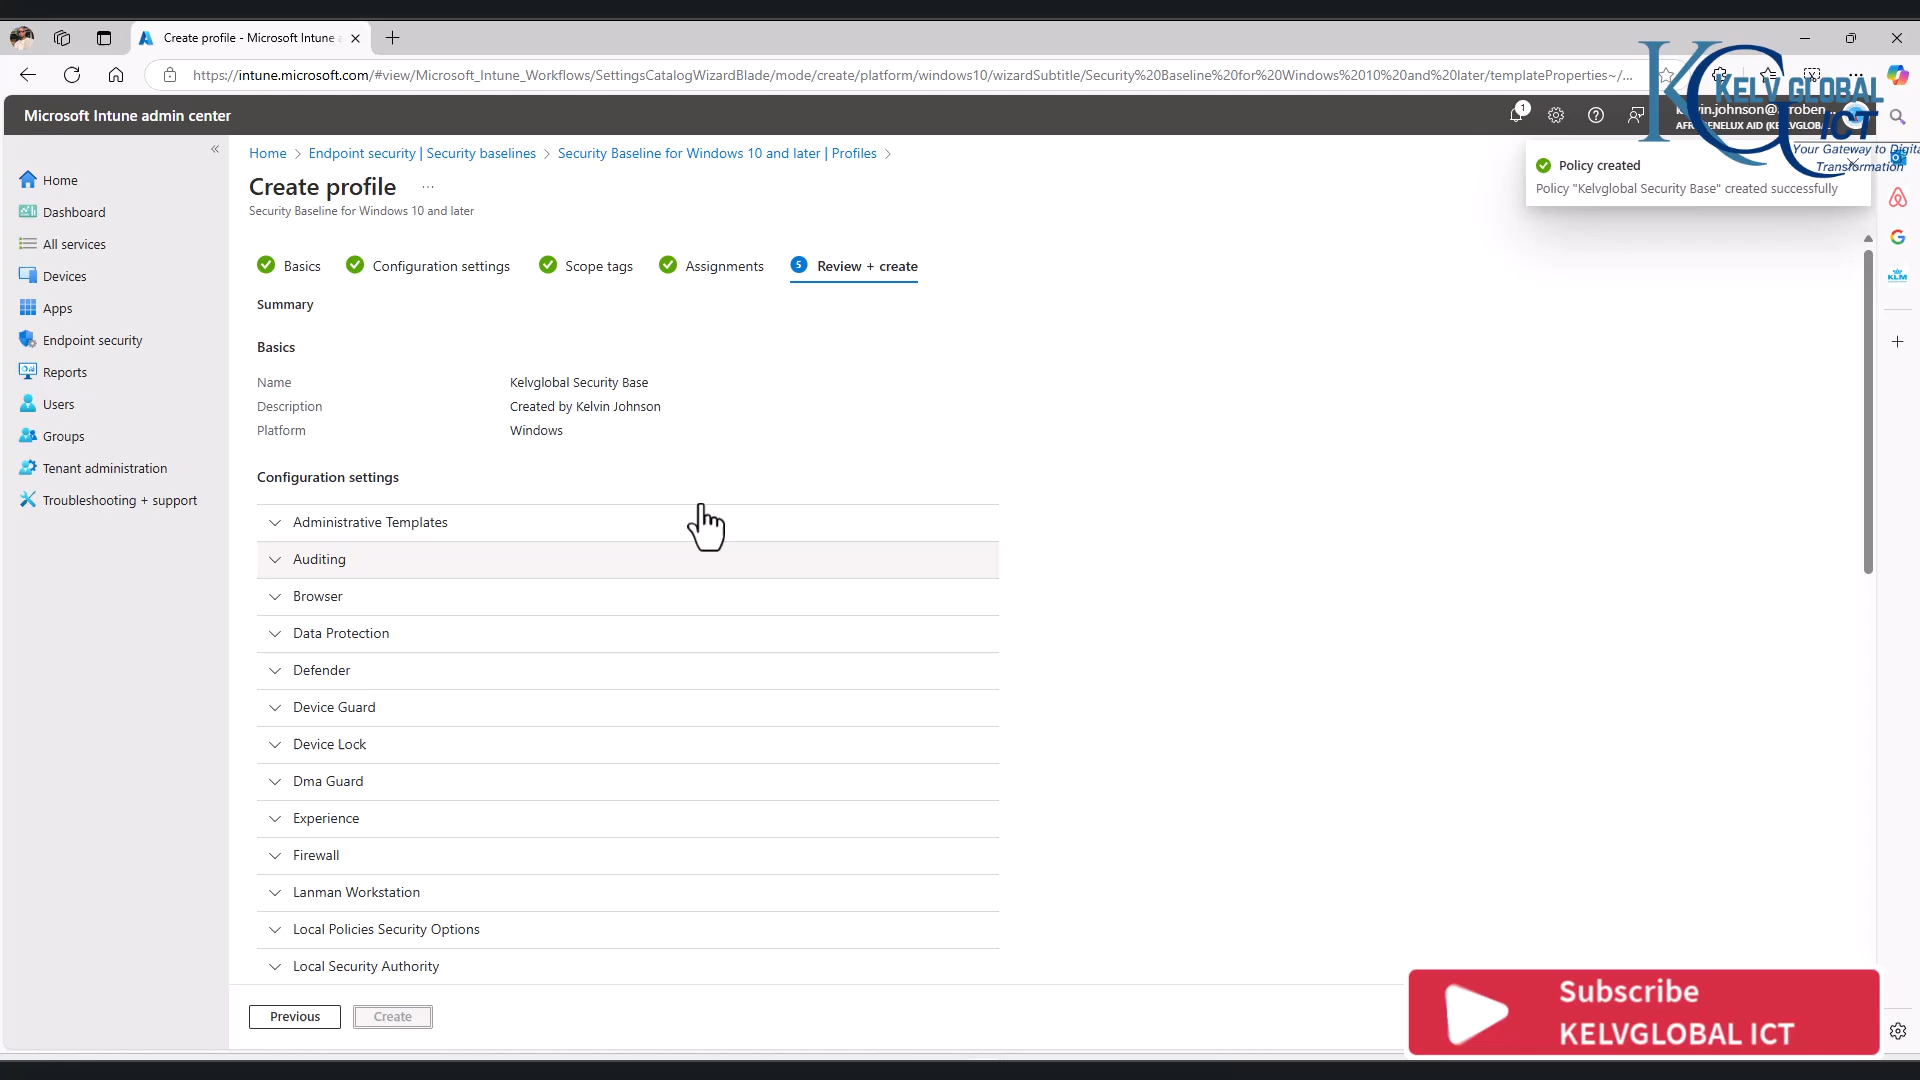 Create profile - Microsoft Intune
https://intune.microsoft.com/#view/Microsoft_Intune_Workflows/SettingsCatalogWizardBlade/mode/create/platform/windows10/wizardSubtitle/Security%20Baseline%20for%20Windows%2010%20and%20later/templateProperties~/...
Microsoft Intune admin center
1
KELV GLOBAL
ICT
Your Gateway to Digita
Transformation
Home > Endpoint security | Security baselines > Security Baseline for Windows 10 and later | Profiles >
Create profile ...
Security Baseline for Windows 10 and later
Policy created
Policy "Kelvglobal Security Base" created successfully
Home
Dashboard
All services
Devices
Apps
Endpoint security
Reports
Users
Groups
Tenant administration
Troubleshooting + support
Basics
Configuration settings
Scope tags
Assignments
5 Review + create
Summary
Basics
Name Kelvglobal Security Base
Description Created by Kelvin Johnson
Platform Windows
Configuration settings
Administrative Templates
Auditing
Browser
Data Protection
Defender
Device Guard
Device Lock
Dma Guard
Experience
Firewall
Lanman Workstation
Local Policies Security Options
Local Security Authority
Previous
Create
KLM
Subscribe
KELVGLOBAL ICT